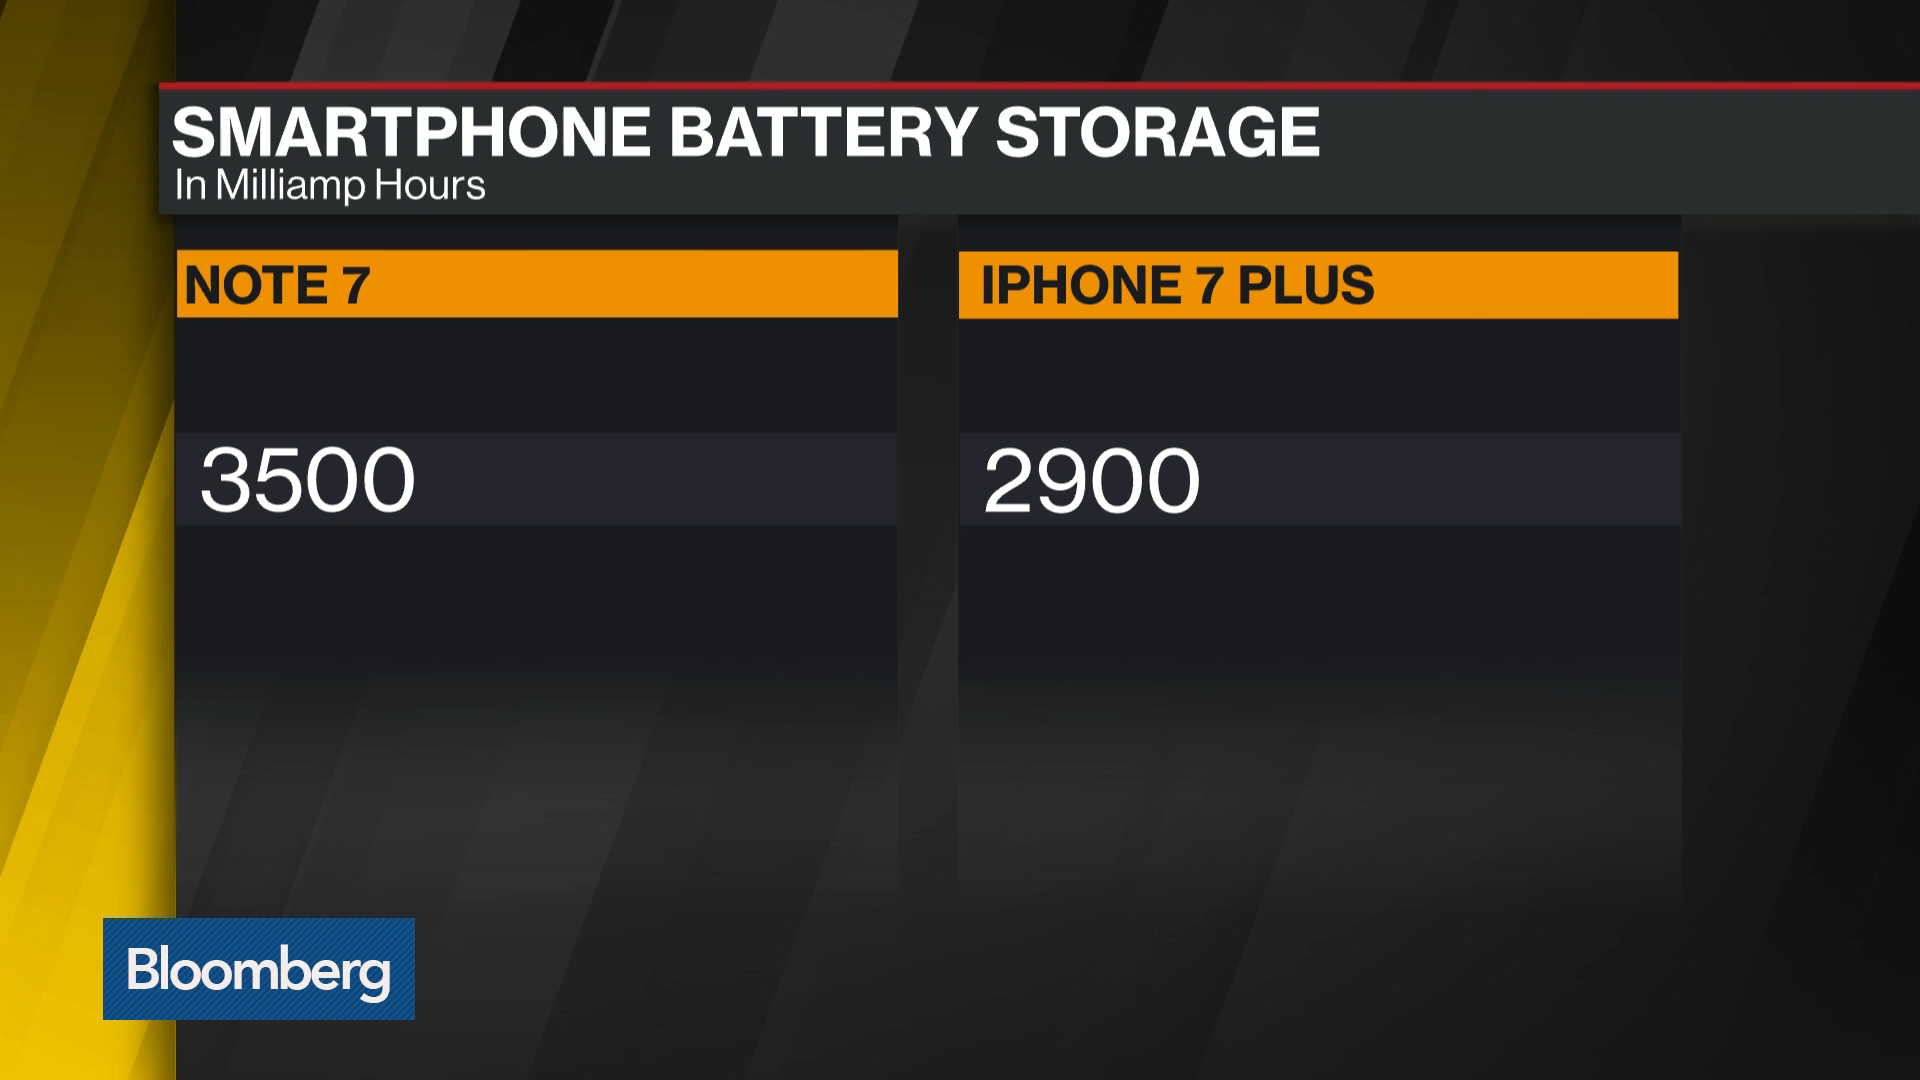 SMARTPHONE BATTERY STORAGE
In Milliamp Hours
NOTE 7
IPHONE 7 PLUS
3500
2900
Bloomberg